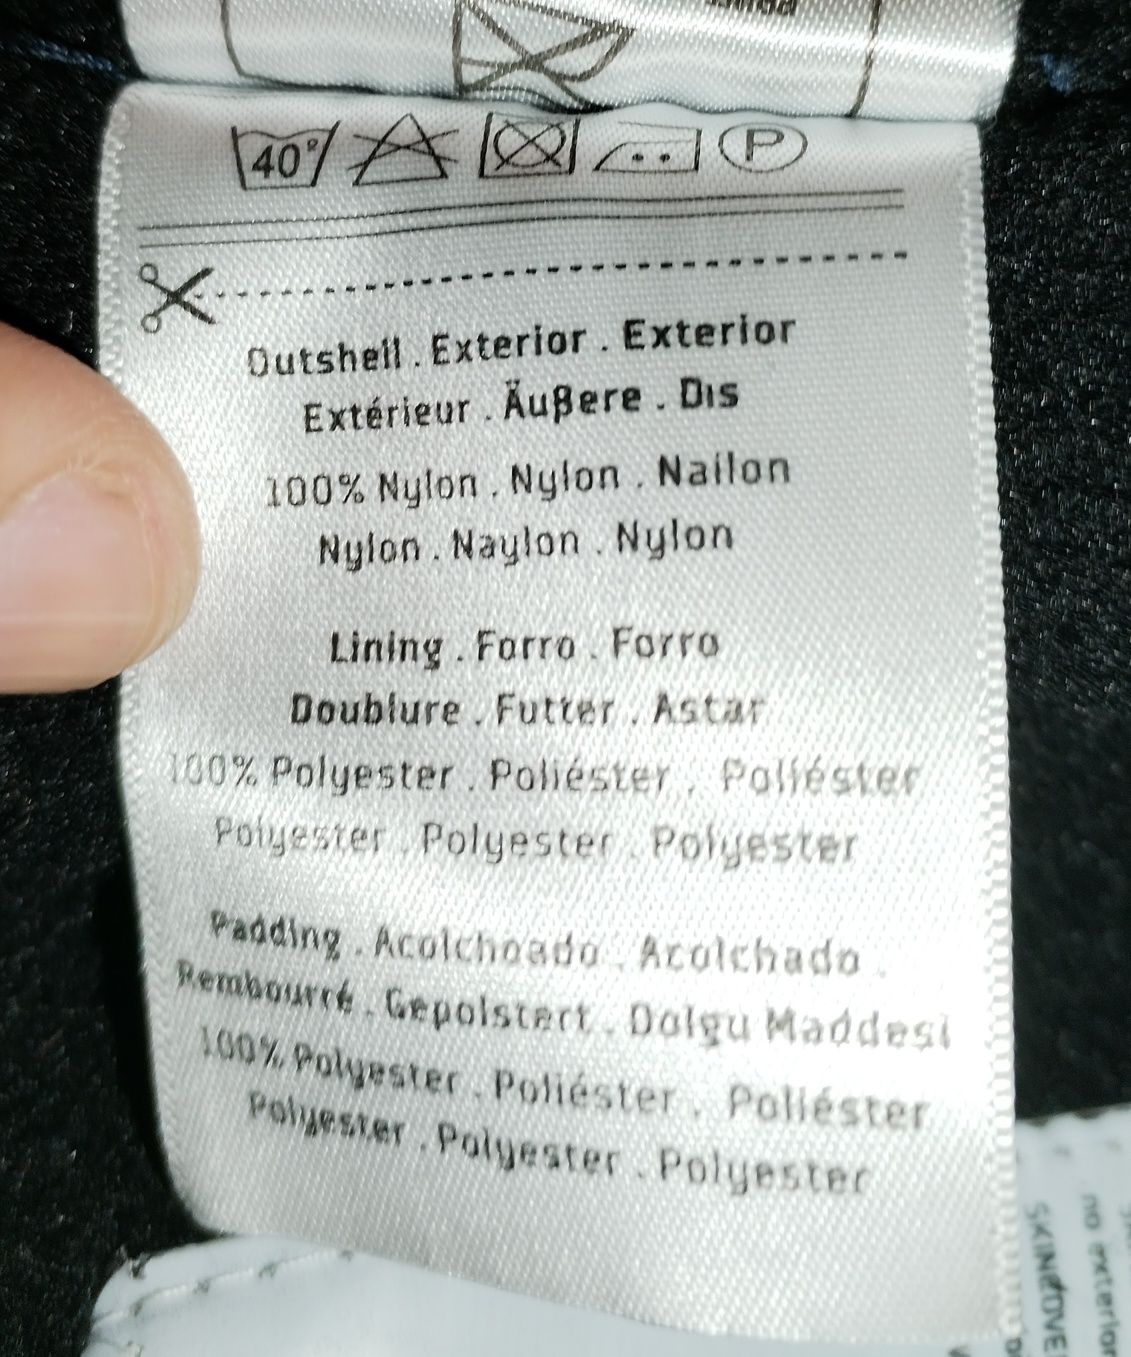 40°
P
Outshell . Exterior . Exterior
Extérieur . Äußere . Dıs
100% Nylon . Nylon . Nailon
Nylon . Naylon . Nylon
Lining . Forro . Forro
Doublure . Futter . Astar
100% Polyester . Poliéster . Poliéster
Polyester . Polyester . Polyester
Padding . Acolchoado . Acolchado .
Rembourré . Gepolstert . Dolgu Maddesi
100% Polyester . Poliéster . Poliéster
Polyester . Polyester . Polyester
no exterior